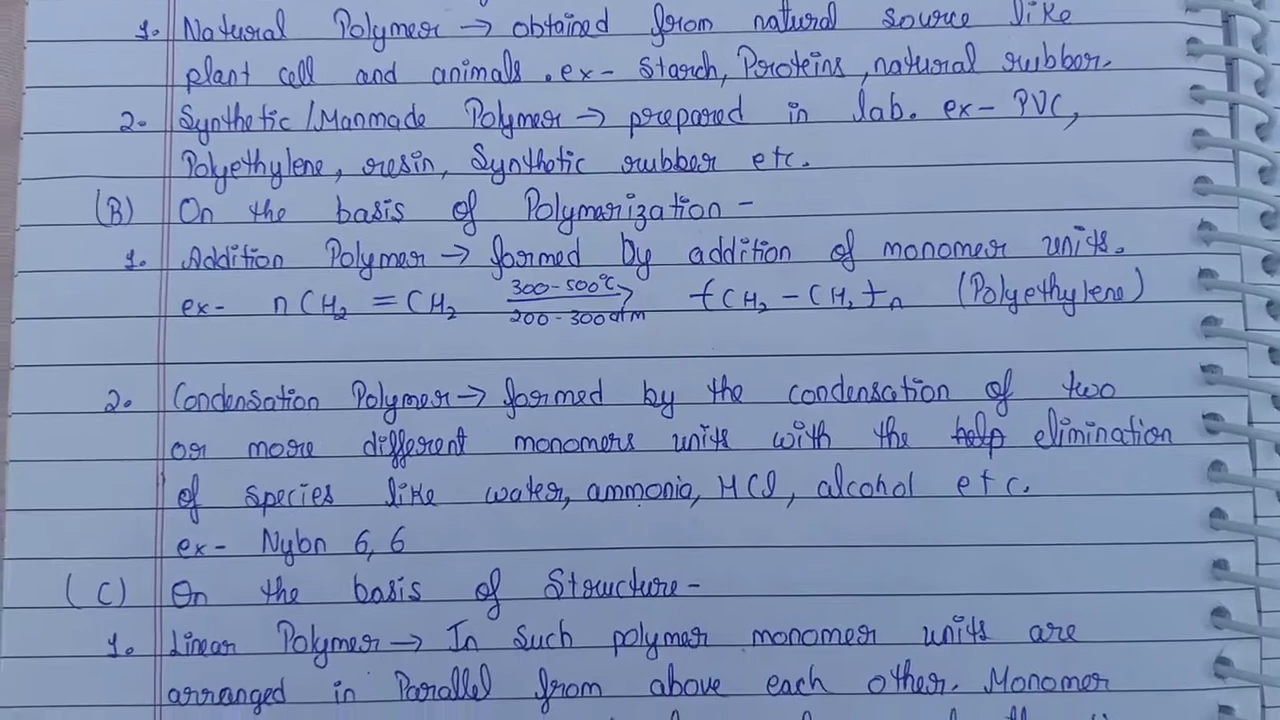 1. Natural Polymer → obtained from natural source like
plant cell and animals. ex- Starch, Proteins, natural rubber.
2. Synthetic/Manmade Polymer → prepared in lab. ex- PVC,
Polyethylene, resin, Synthetic rubber etc.
(B) On the basis of Polymerization -
1. Addition Polymer → formed by addition of monomer units.
ex- nCH₂ = CH₂ 300-500°C 200-300atm → -(CH₂-CH₂-)ₙ (Polyethylene)
2. Condensation Polymer → formed by the condensation of two
or more different monomers units with the help elimination
of species like water, ammonia, HCl, alcohol etc.
ex- Nylon 6,6
(C) On the basis of Structure-
1. Linear Polymer → In Such polymer monomer units are
arranged in Parallel from above each other. Monomer